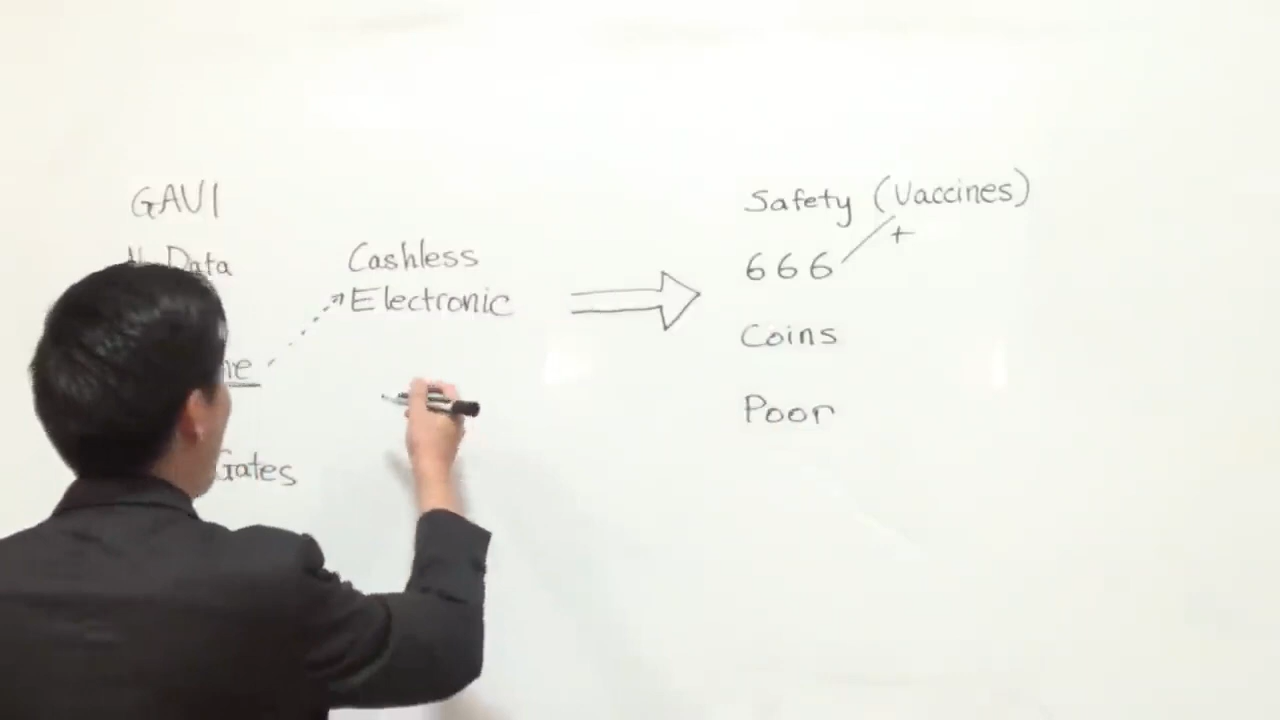 GAVI
Data
Gates
Cashless
Electronic
Safety (Vaccines)
+
666
Coins
Poor